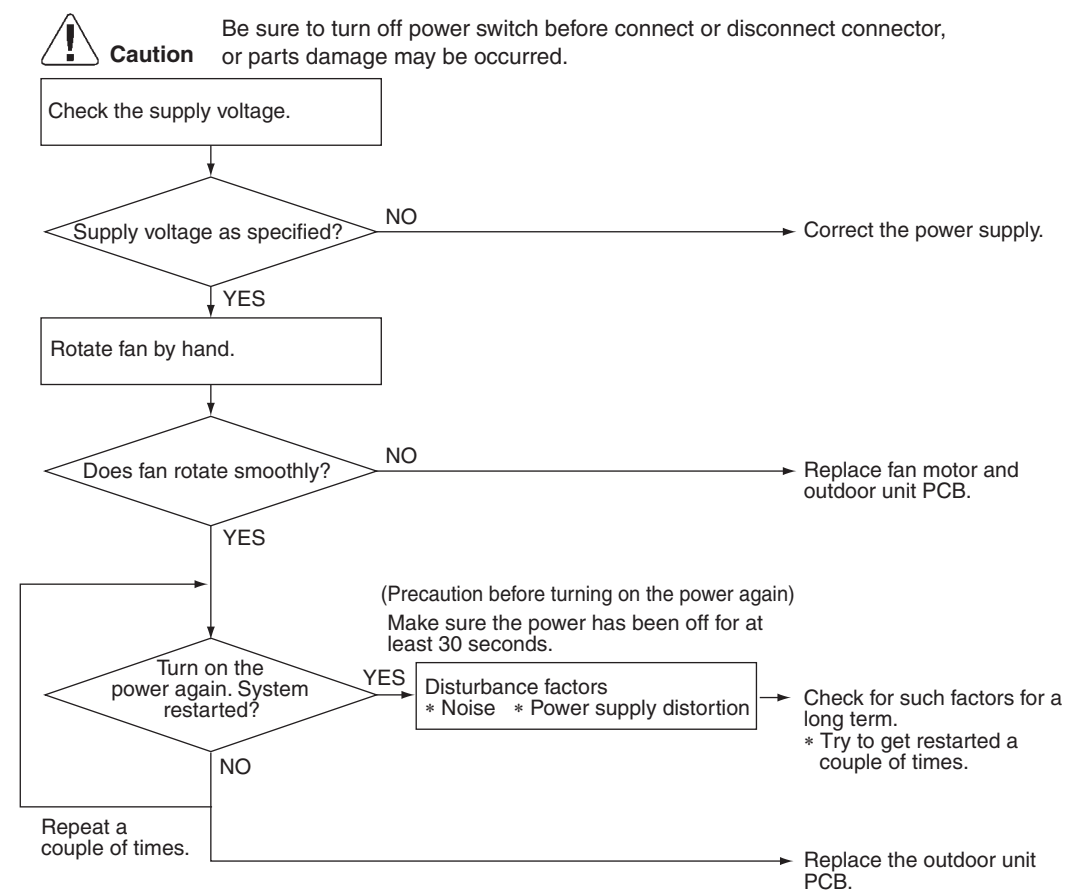 Be sure to turn off power switch before connect or disconnect connector,
Caution or parts damage may be occurred.
Check the supply voltage.
Supply voltage as specified?
NO
Correct the power supply.
YES
Rotate fan by hand.
Does fan rotate smoothly?
NO
Replace fan motor and
outdoor unit PCB.
YES
(Precaution before turning on the power again)
Make sure the power has been off for at
least 30 seconds.
Turn on the
power again. System
restarted?
YES
Disturbance factors
* Noise * Power supply distortion
Check for such factors for a
long term.
* Try to get restarted a
couple of times.
NO
Repeat a
couple of times.
Replace the outdoor unit
PCB.